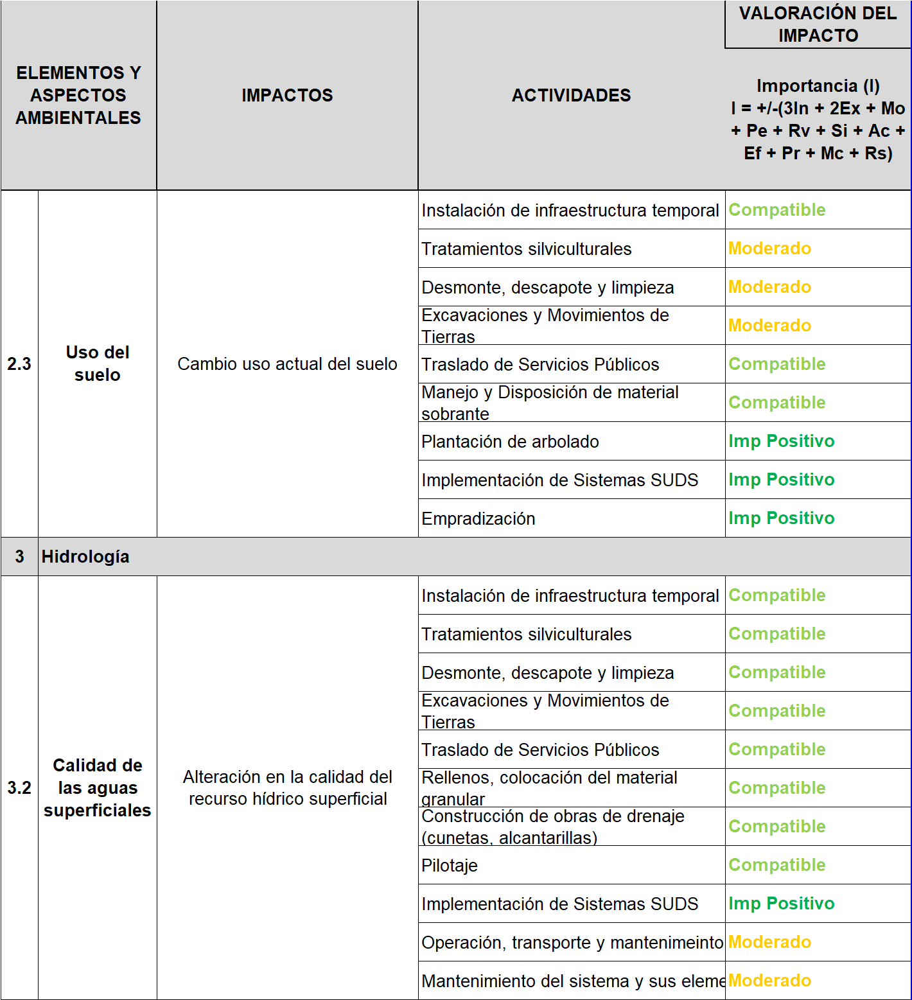 ELEMENTOS Y
ASPECTOS
AMBIENTALES
IMPACTOS
ACTIVIDADES
VALORACIÓN DEL
IMPACTO
Importancia (I)
I = +/-(3In + 2Ex + Mo
+ Pe + Rv + Si + Ac +
Ef + Pr + Mc + Rs)
2.3
Uso del
suelo
Cambio uso actual del suelo
Instalación de infraestructura temporal
Compatible
Tratamientos silviculturales
Moderado
Desmonte, descapote y limpieza
Moderado
Excavaciones y Movimientos de
Tierras
Moderado
Traslado de Servicios Públicos
Compatible
Manejo y Disposición de material
sobrante
Compatible
Plantación de arbolado
Imp Positivo
Implementación de Sistemas SUDS
Imp Positivo
Empradización
Imp Positivo
3
Hidrología
3.2
Calidad de
las aguas
superficiales
Alteración en la calidad del
recurso hídrico superficial
Instalación de infraestructura temporal
Compatible
Tratamientos silviculturales
Compatible
Desmonte, descapote y limpieza
Compatible
Excavaciones y Movimientos de
Tierras
Compatible
Traslado de Servicios Públicos
Compatible
Rellenos, colocación del material
granular
Compatible
Construcción de obras de drenaje
(cunetas, alcantarillas)
Compatible
Pilotaje
Compatible
Implementación de Sistemas SUDS
Imp Positivo
Operación, transporte y mantenimeinto
Moderado
Mantenimiento del sistema y sus eleme
Moderado